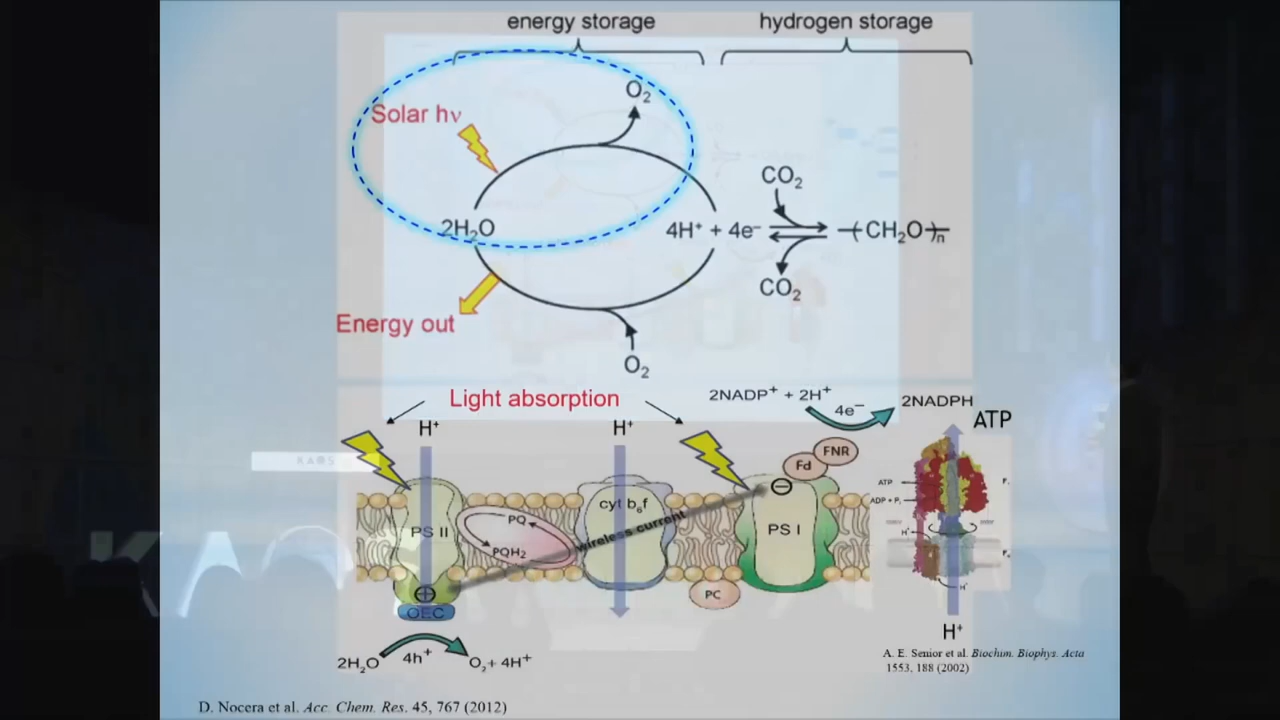 energy storage
hydrogen storage
O₂
Solar hν
CO₂
2H₂O
4H⁺ + 4e⁻
(CH₂O)n
CO₂
Energy out
O₂
Light absorption
2NADP⁺ + 2H⁺
4e⁻
2NADPH
ATP
H⁺
H⁺
FNR
Fd
ATP
ADP + Pᵢ
cyt b₆f
PQ
PS II
PQH₂
wireless current
PS I
H⁺
H⁺
PC
OEC
H⁺
2H₂O
4h⁺
O₂+ 4H⁺
A. E. Senior et al. Biochim. Biophys. Acta
1553, 188 (2002)
D. Nocera et al. Acc. Chem. Res. 45, 767 (2012)